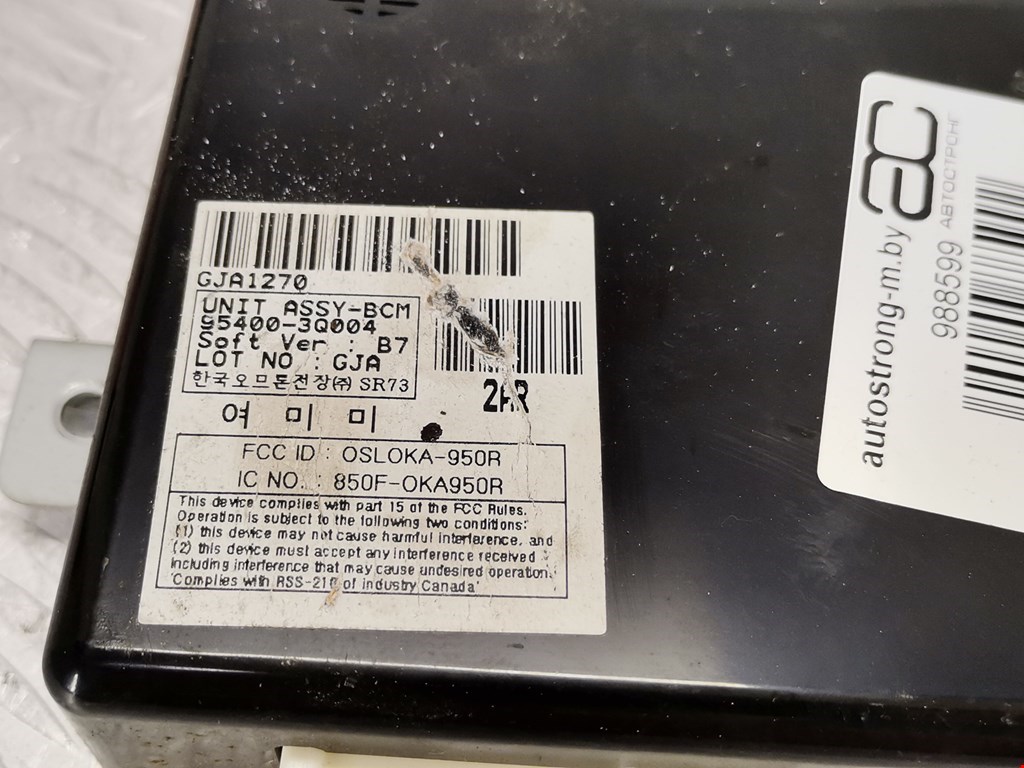 GJA1270
UNIT ASSY-BCM
95400-3Q004
Soft Ver : B7
LOT NO : GJA
한국오므론전장(주) SR73
2AR
여 미 미
FCC ID : OSLOKA-950R
IC NO. : 850F-OKA950R
This device complies with part 15 of the FCC Rules.
Operation is subject to the following two conditions:
(1) this device may not cause harmful interference, and
(2) this device must accept any interference received
including interference that may cause undesired operation.
'Complies with RSS-210 of Industry Canada'
ac
АВТОСТРОНГ
autostrong-m.by
988599